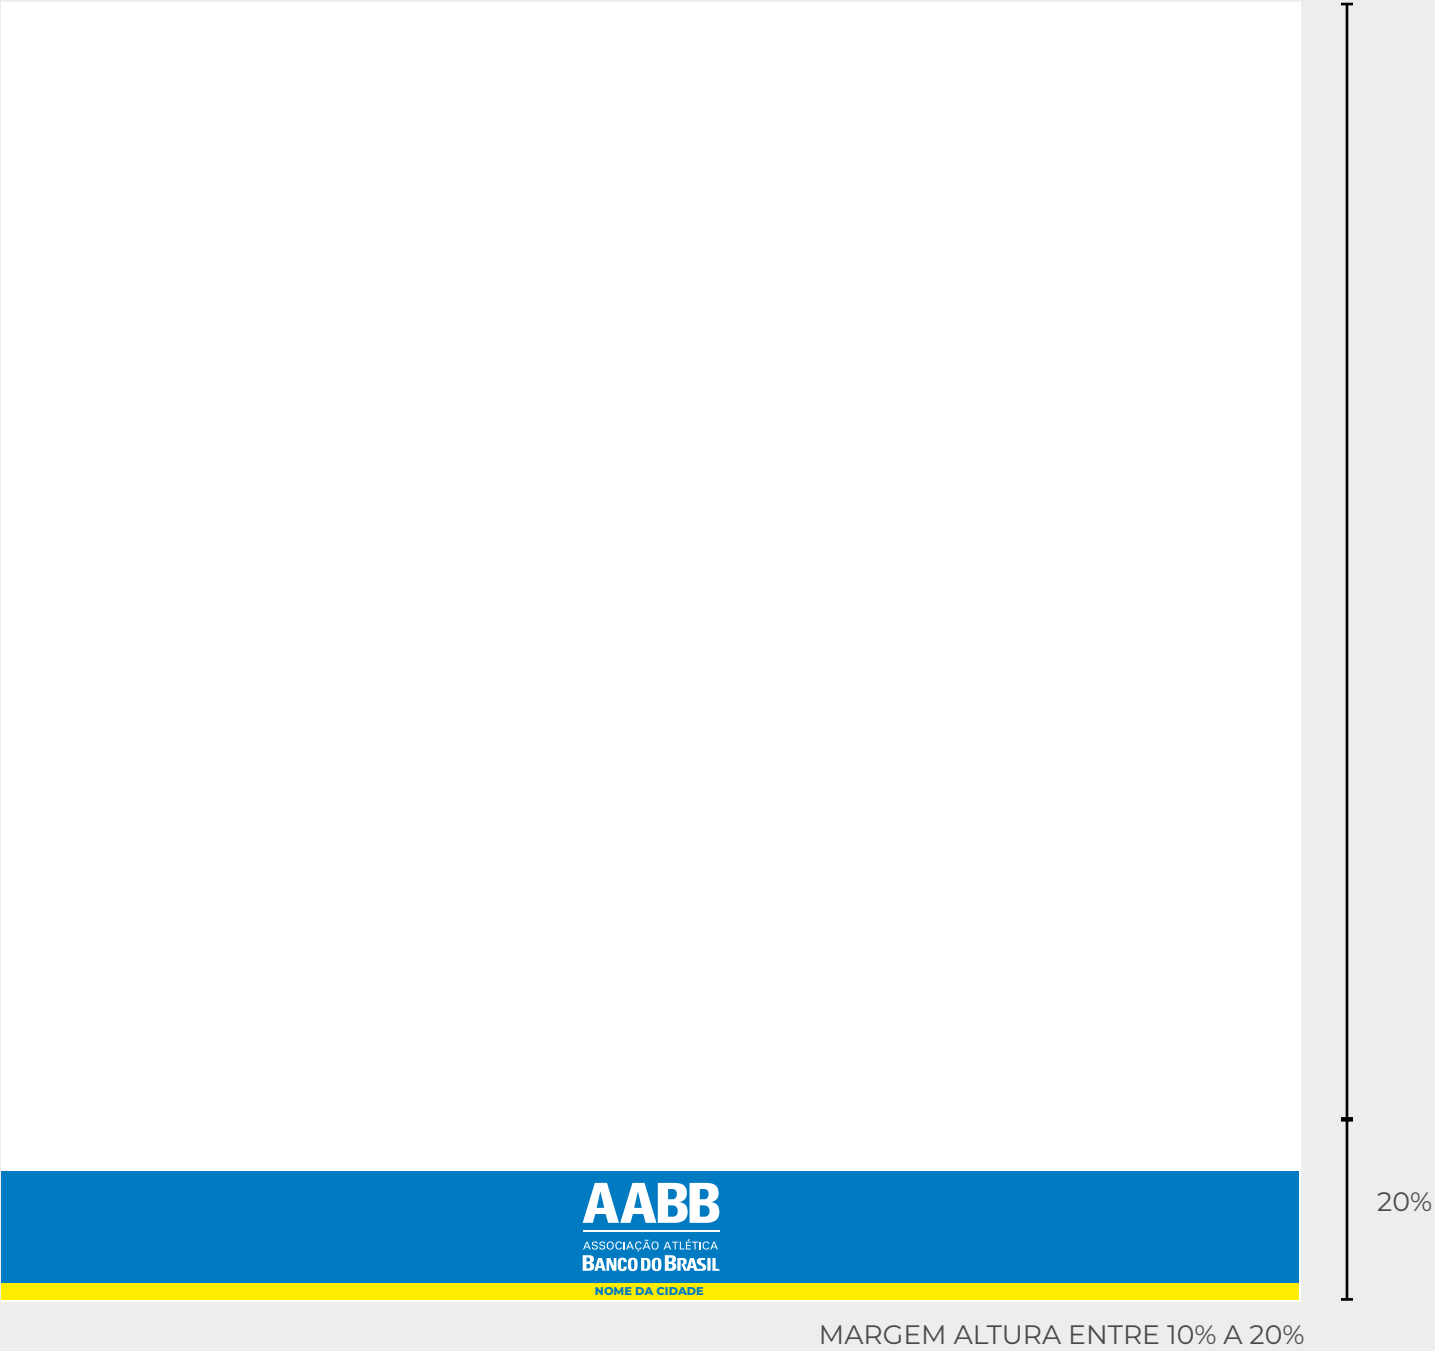 AABB
ASSOCIAÇÃO ATLÉTICA
BANCO DO BRASIL
NOME DA CIDADE
20%
MARGEM ALTURA ENTRE 10% A 20%